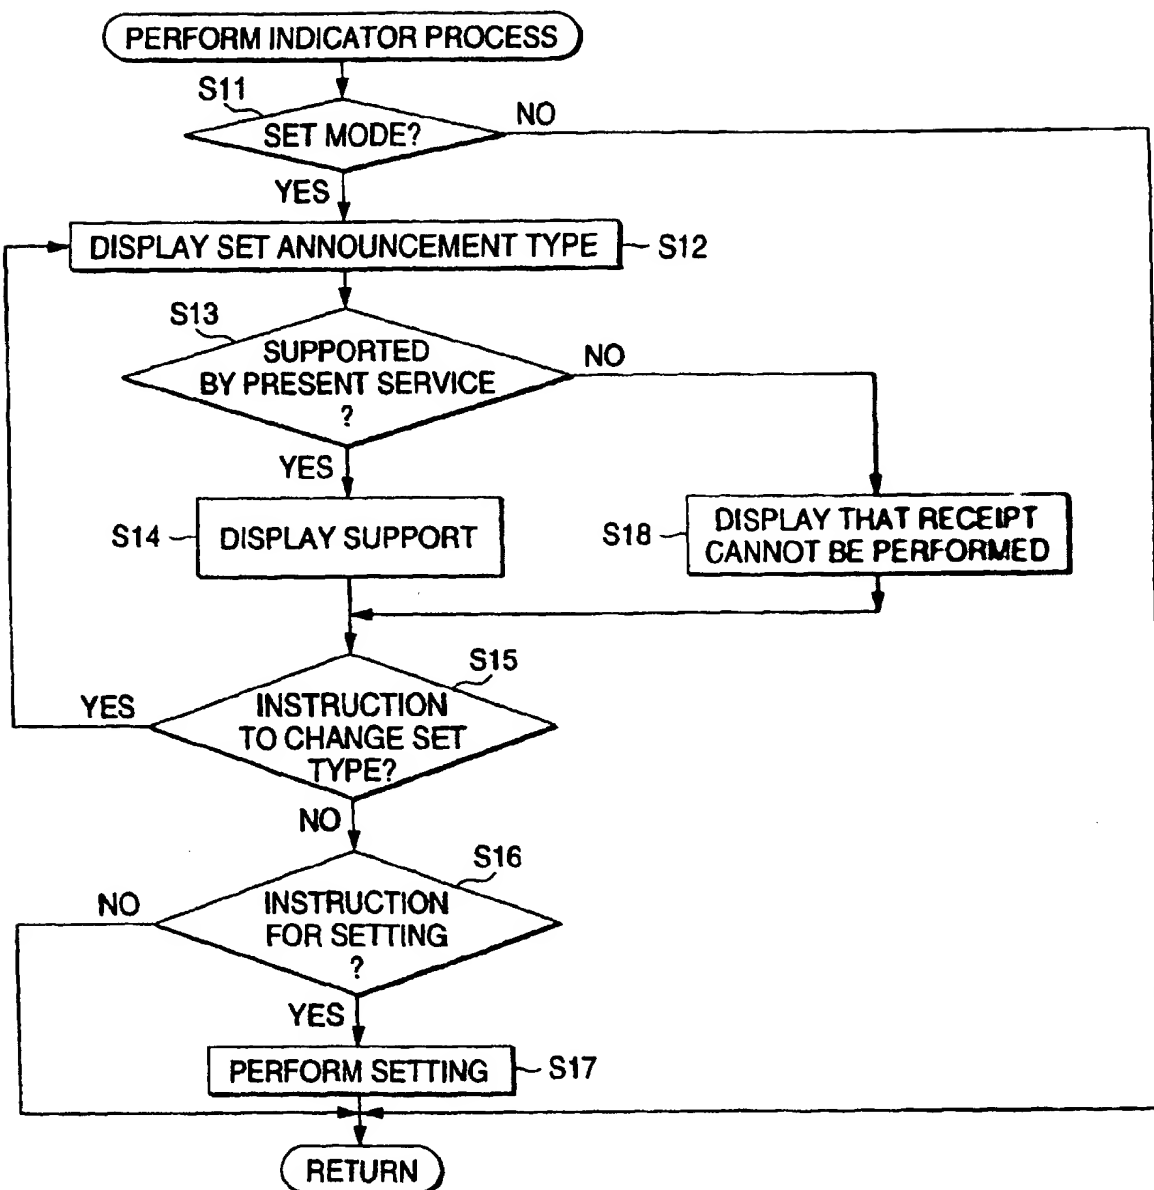 PERFORM INDICATOR PROCESS
S11
SET MODE?
NO
YES
DISPLAY SET ANNOUNCEMENT TYPE
S12
S13
SUPPORTED
BY PRESENT SERVICE
?
NO
YES
S14
DISPLAY SUPPORT
S18
DISPLAY THAT RECEIPT
CANNOT BE PERFORMED
S15
YES
INSTRUCTION
TO CHANGE SET
TYPE?
NO
S16
NO
INSTRUCTION
FOR SETTING
?
YES
PERFORM SETTING
S17
RETURN